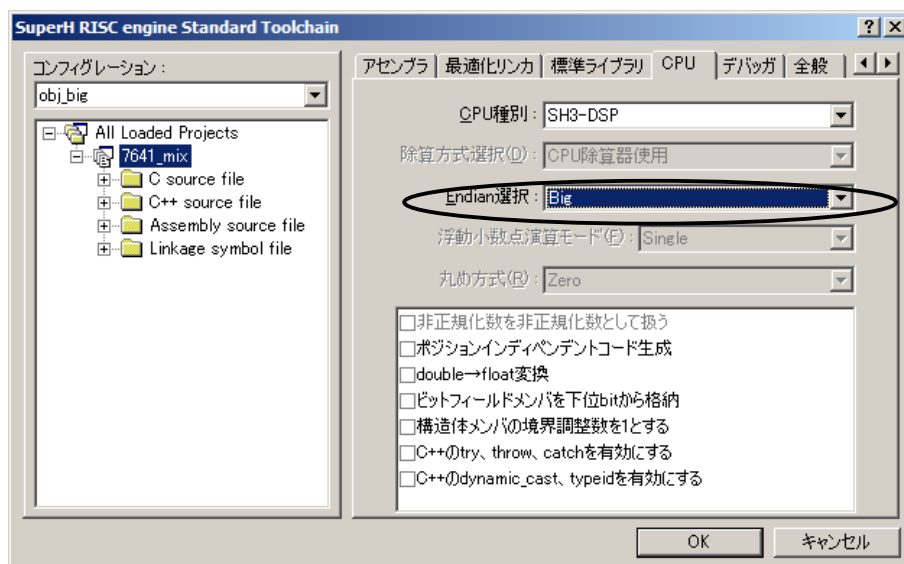 SuperH RISC engine Standard Toolchain
コンフィグレーション :
obj_big
All Loaded Projects
7641_mix
C source file
C++ source file
Assembly source file
Linkage symbol file
アセンブラ 最適化リンカ 標準ライブラリ CPU デバッガ 全般
CPU種別 : SH3-DSP
除算方式選択(D) : CPU除算器使用
Endian選択 : Big
浮動小数点演算モード(F) : Single
丸め方式(R) : Zero
非正規化数を非正規化数として扱う
ポジションインディペンデントコード生成
double→float変換
ビットフィールドメンバを下位bitから格納
構造体メンバの境界調整数を1とする
C++のtry、throw、catchを有効にする
C++のdynamic_cast、typeidを有効にする
OK キャンセル